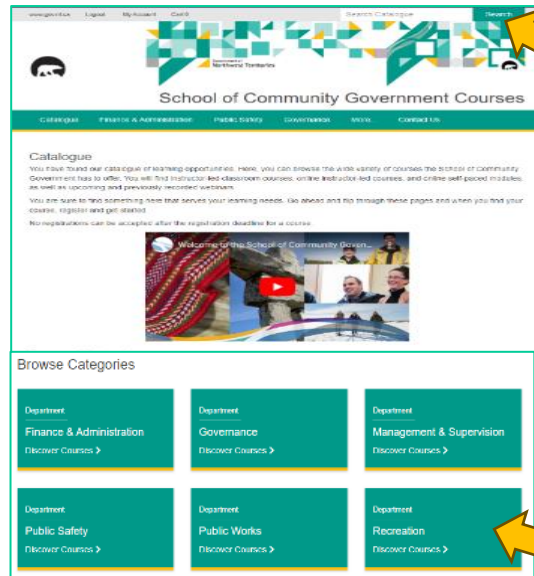 Logout My Account Cart 0 Search Catalogue Search
Government of
Northwest Territories
School of Community Government Courses
Catalogue Finance & Administration Public Safety Governance More... Contact Us
Catalogue
You have found our catalogue of learning opportunities. Here, you can browse the wide variety of courses the School of Community
Government has to offer. You will find instructor-led classroom courses, online instructor-led courses, and online self-paced modules,
as well as upcoming and previously recorded webinars.
You are sure to find something here that serves your learning needs. Go ahead and flip through these pages and when you find your
course, register and get started.
No registrations can be accepted after the registration deadline for a course.
Welcome to the School of Community Govern...
Browse Categories
Department Department Department
Finance & Administration Governance Management & Supervision
Discover Courses > Discover Courses > Discover Courses >
Department Department Department
Public Safety Public Works Recreation
Discover Courses > Discover Courses > Discover Courses >